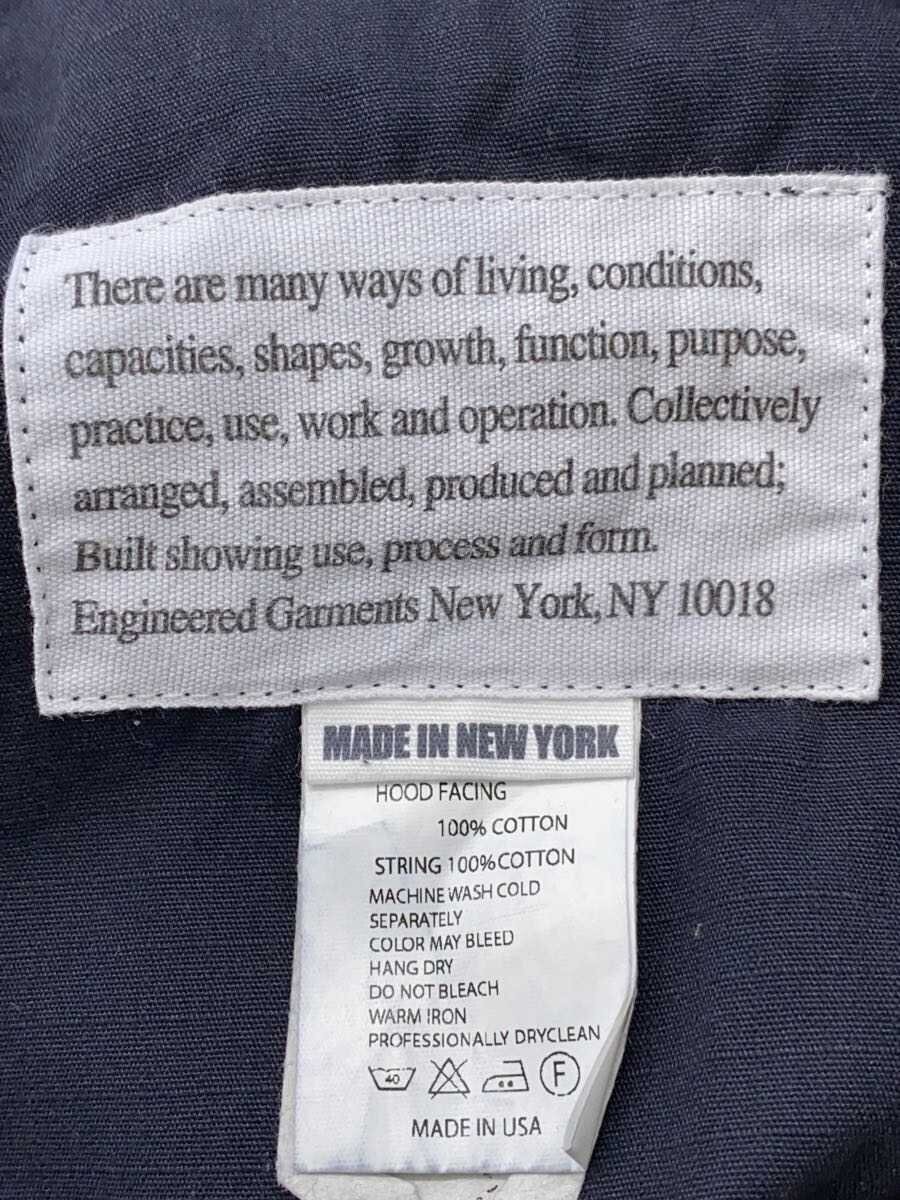 There are many ways of living, conditions,
capacities, shapes, growth, function, purpose,
practice, use, work and operation. Collectively
arranged, assembled, produced and planned;
Built showing use, process and form.
Engineered Garments New York, NY 10018
MADE IN NEW YORK
HOOD FACING
100% COTTON
STRING 100%COTTON
MACHINE WASH COLD
SEPARATELY
COLOR MAY BLEED
HANG DRY
DO NOT BLEACH
WARM IRON
PROFESSIONALLY DRYCLEAN
40 F
MADE IN USA